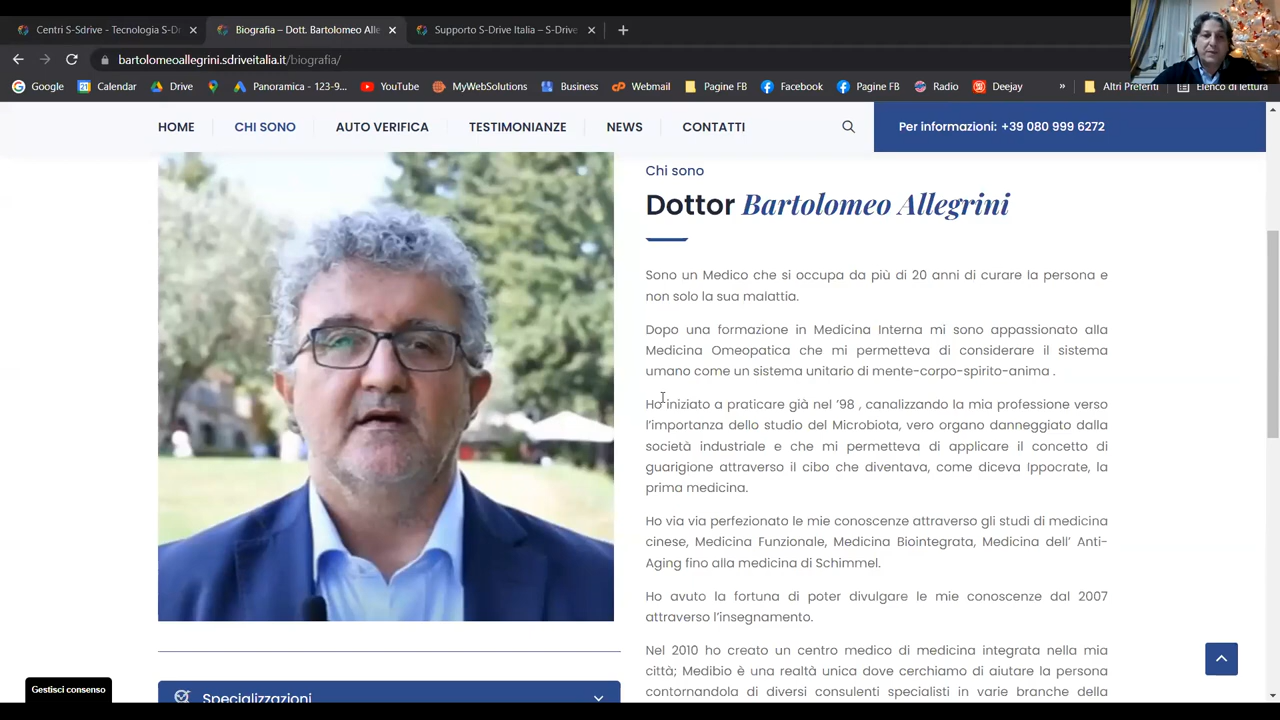 Centri S-Sdrive - Tecnologia S-Dr
Biografia – Dott. Bartolomeo Alle
Supporto S-Drive Italia – S-Drive
bartolomeoallegrini.sdriveitalia.it/biografia/
Google Calendar Drive Panoramica - 123-9... YouTube MyWebSolutions Business Webmail Pagine FB Facebook Pagine FB Radio Deejay » Altri Preferiti Elenco di lettura
HOME CHI SONO AUTO VERIFICA TESTIMONIANZE NEWS CONTATTI Per informazioni: +39 080 999 6272
Chi sono
Dottor Bartolomeo Allegrini
Sono un Medico che si occupa da più di 20 anni di curare la persona e
non solo la sua malattia.
Dopo una formazione in Medicina Interna mi sono appassionato alla
Medicina Omeopatica che mi permetteva di considerare il sistema
umano come un sistema unitario di mente-corpo-spirito-anima .
Ho iniziato a praticare già nel ’98 , canalizzando la mia professione verso
l’importanza dello studio del Microbiota, vero organo danneggiato dalla
società industriale e che mi permetteva di applicare il concetto di
guarigione attraverso il cibo che diventava, come diceva Ippocrate, la
prima medicina.
Ho via via perfezionato le mie conoscenze attraverso gli studi di medicina
cinese, Medicina Funzionale, Medicina Biointegrata, Medicina dell’ Anti-
Aging fino alla medicina di Schimmel.
Ho avuto la fortuna di poter divulgare le mie conoscenze dal 2007
attraverso l’insegnamento.
Nel 2010 ho creato un centro medico di medicina integrata nella mia
città; Medibio è una realtà unica dove cerchiamo di aiutare la persona
contornandola di diversi consulenti specialisti in varie branche della
Gestisci consenso
Specializzazioni